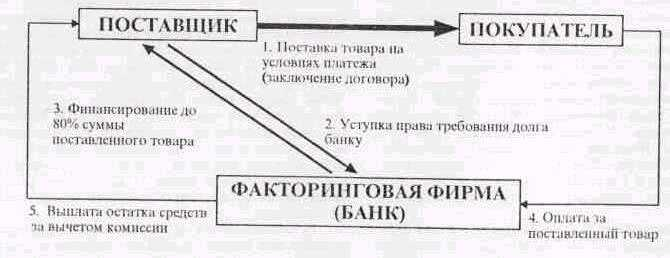 ПОСТАВЩИК
ПОКУПАТЕЛЬ
1. Поставка товара на
условиях платежа
(заключение договора)
3. Финансирование до
80% суммы
поставленного товара
2. Уступка права требования долга
банку
ФАКТОРИНГОВАЯ ФИРМА
(БАНК)
5. Выплата остатка средств
за вычетом комиссии
4. Оплата за
поставленный товар